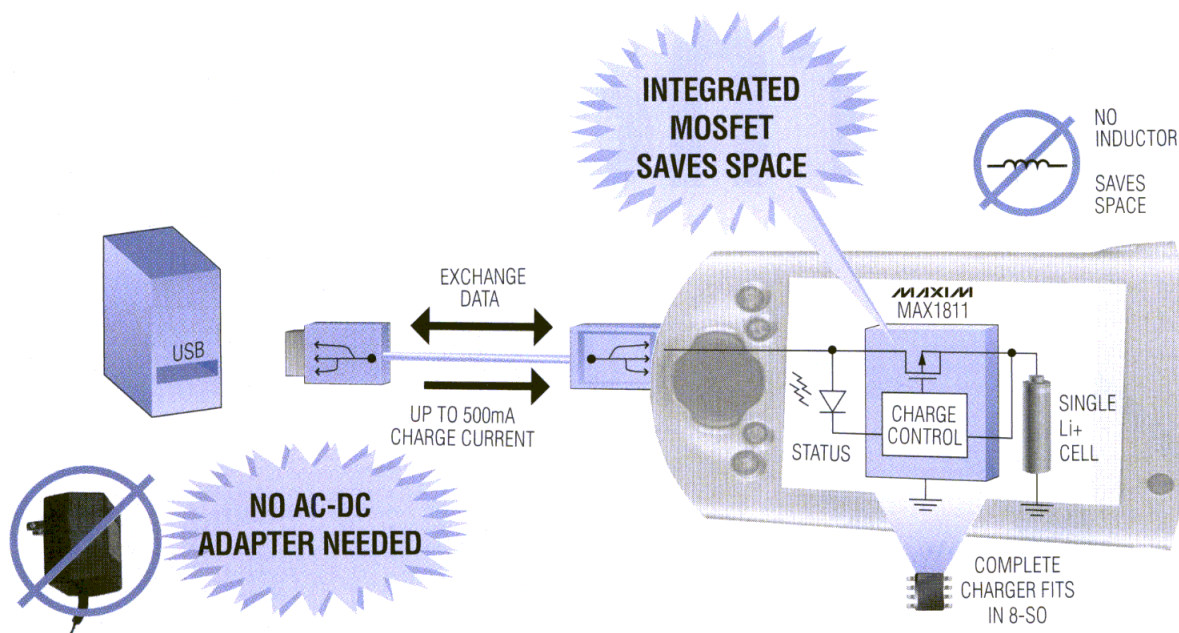 INTEGRATED
MOSFET
SAVES SPACE
NO
INDUCTOR
SAVES
SPACE
USB
EXCHANGE
DATA
UP TO 500mA
CHARGE CURRENT
MAXIM
MAX1811
CHARGE
CONTROL
STATUS
SINGLE
Li+
CELL
NO AC-DC
ADAPTER NEEDED
COMPLETE
CHARGER FITS
IN 8-SO